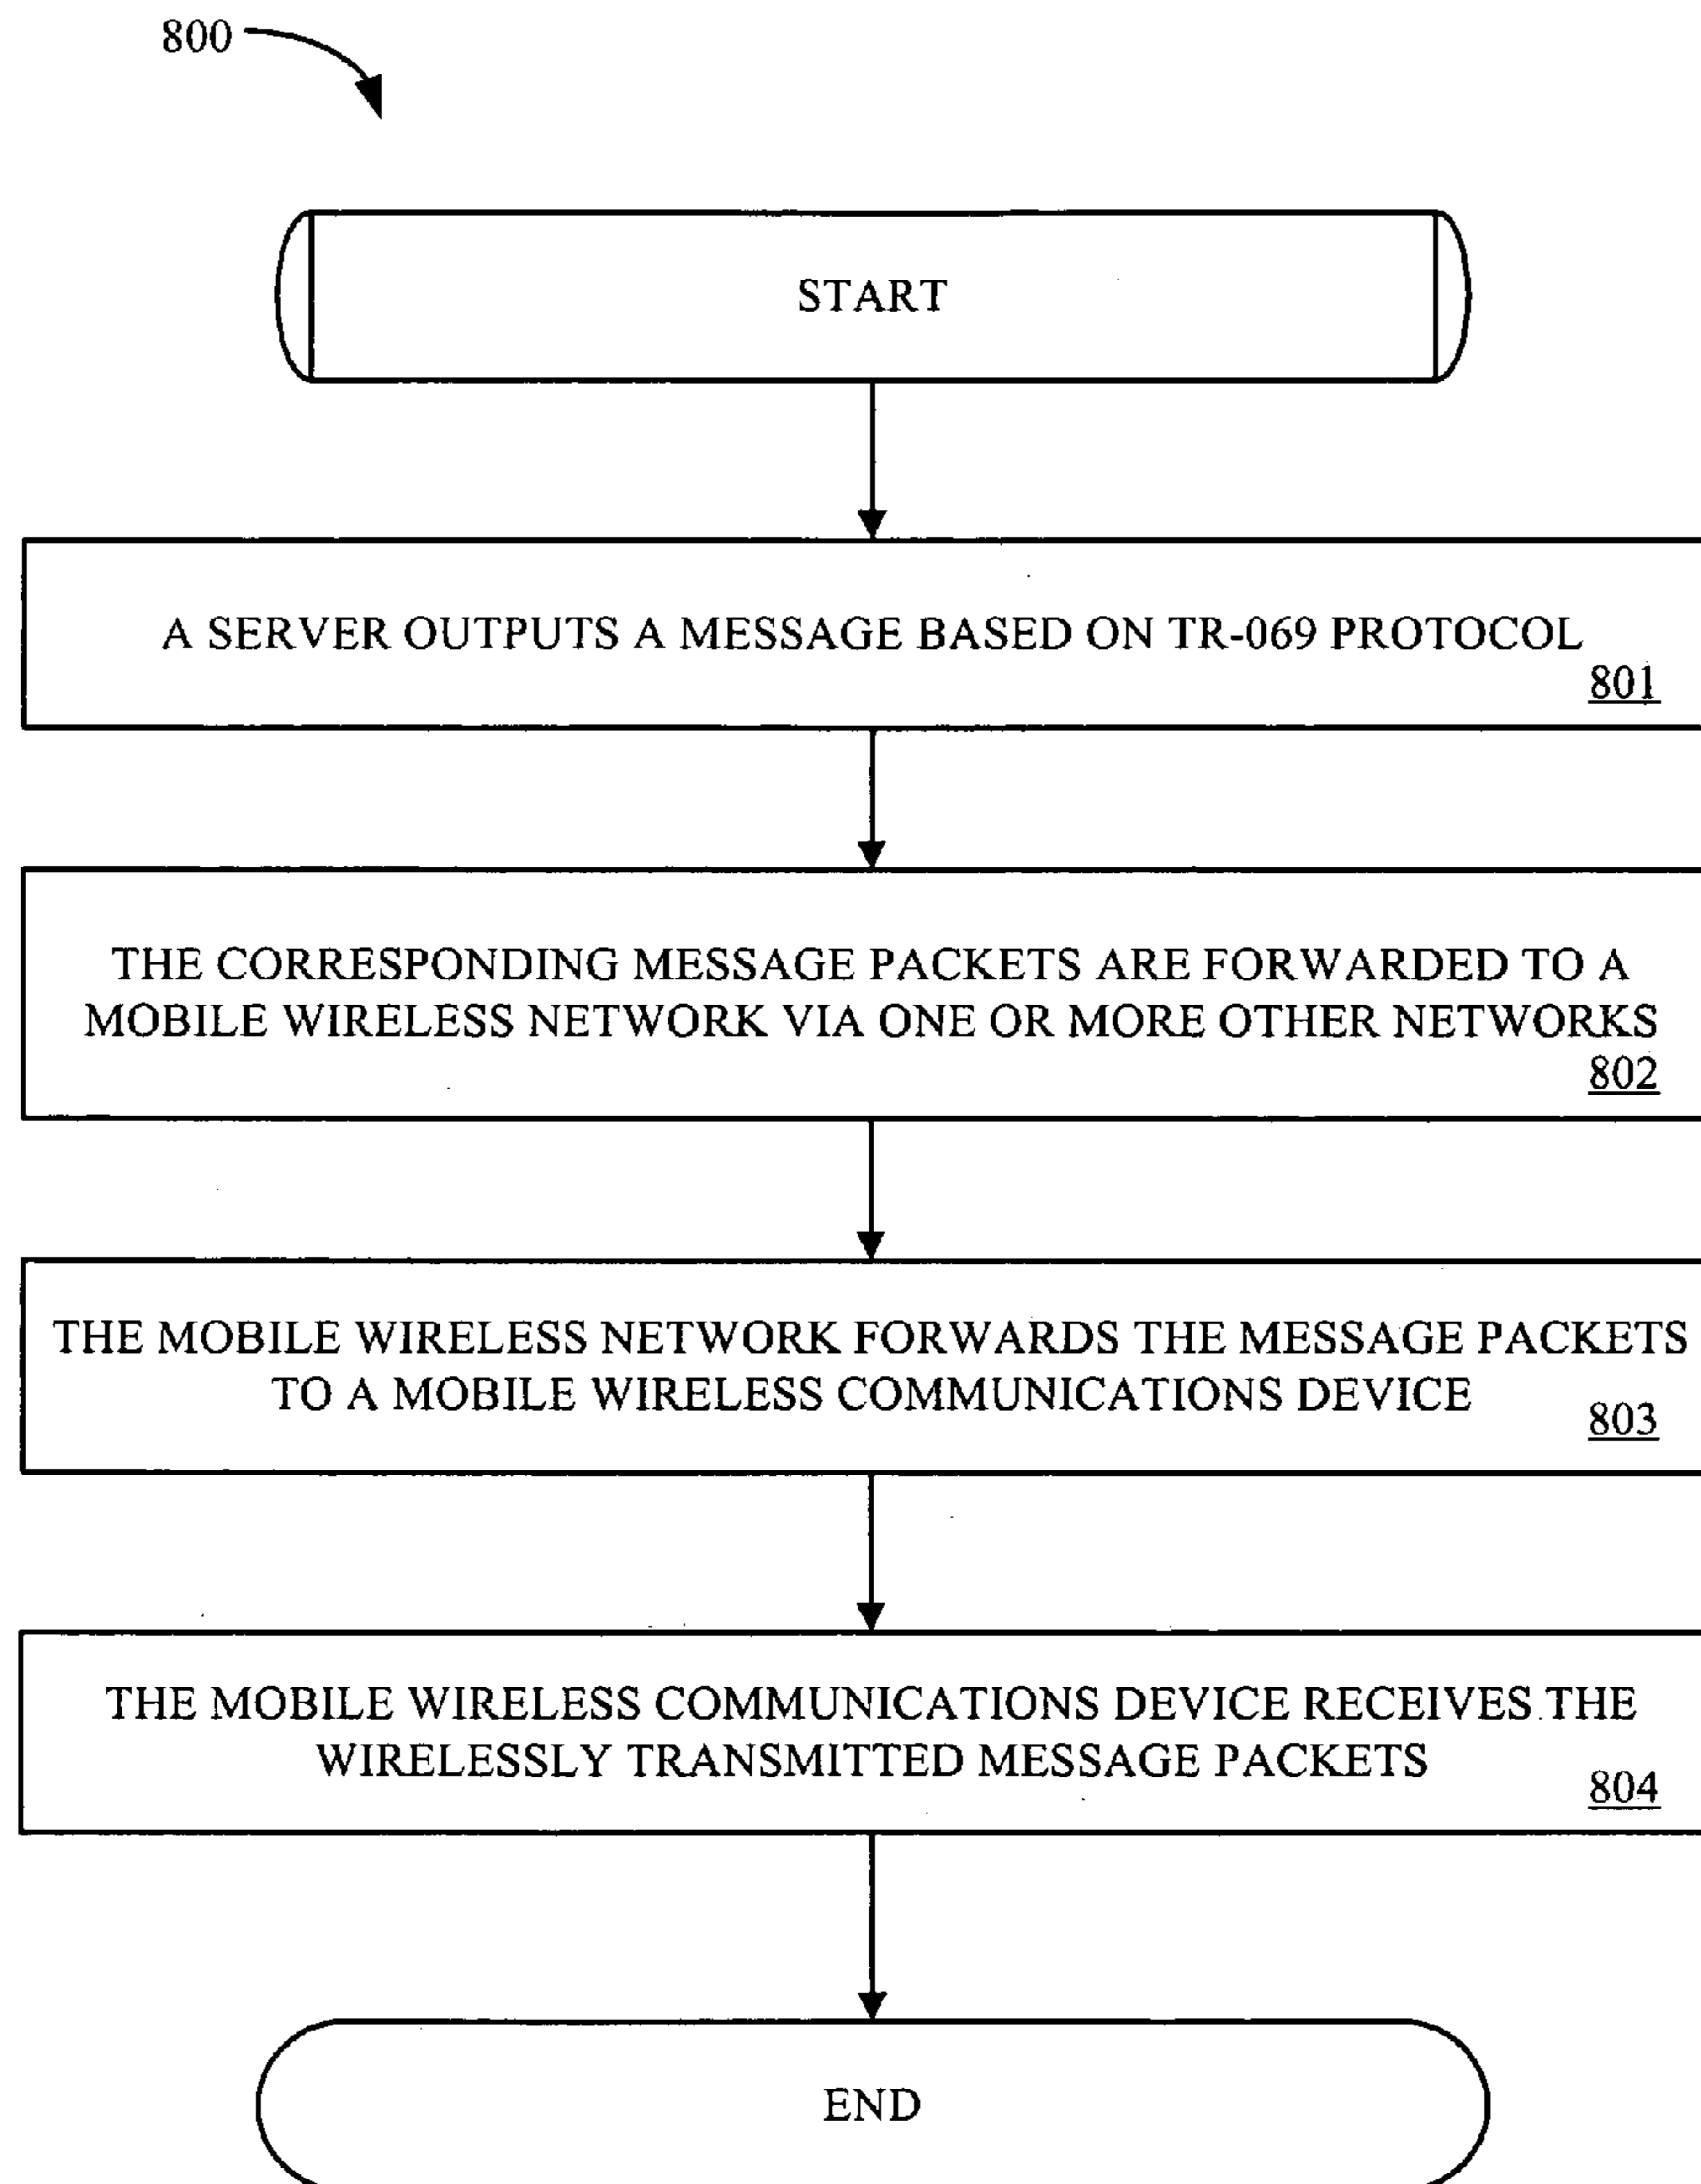 800
START
A SERVER OUTPUTS A MESSAGE BASED ON TR-069 PROTOCOL
801
THE CORRESPONDING MESSAGE PACKETS ARE FORWARDED TO A
MOBILE WIRELESS NETWORK VIA ONE OR MORE OTHER NETWORKS
802
THE MOBILE WIRELESS NETWORK FORWARDS THE MESSAGE PACKETS
TO A MOBILE WIRELESS COMMUNICATIONS DEVICE
803
THE MOBILE WIRELESS COMMUNICATIONS DEVICE RECEIVES THE
WIRELESSLY TRANSMITTED MESSAGE PACKETS
804
END